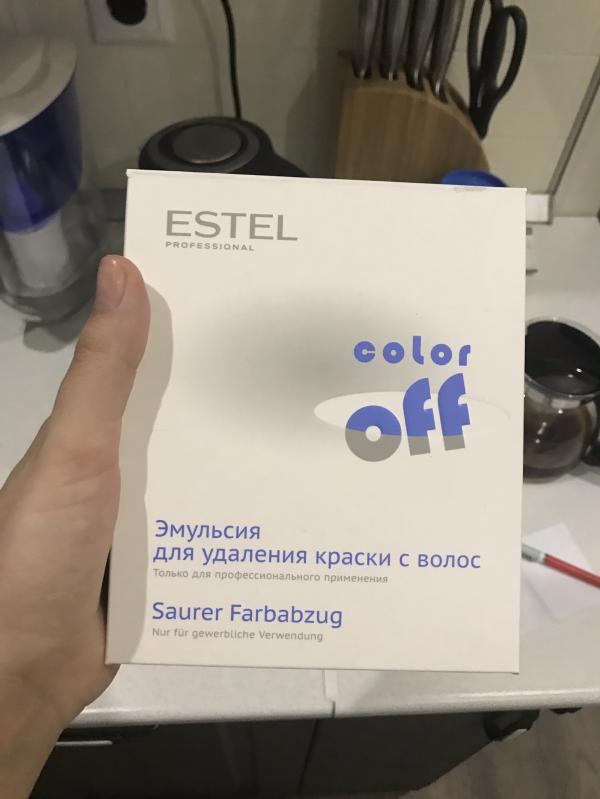 ESTEL
PROFESSIONAL
color
off
Эмульсия
для удаления краски с волос
Только для профессионального применения
Saurer Farbabzug
Nur für gewerbliche Verwendung